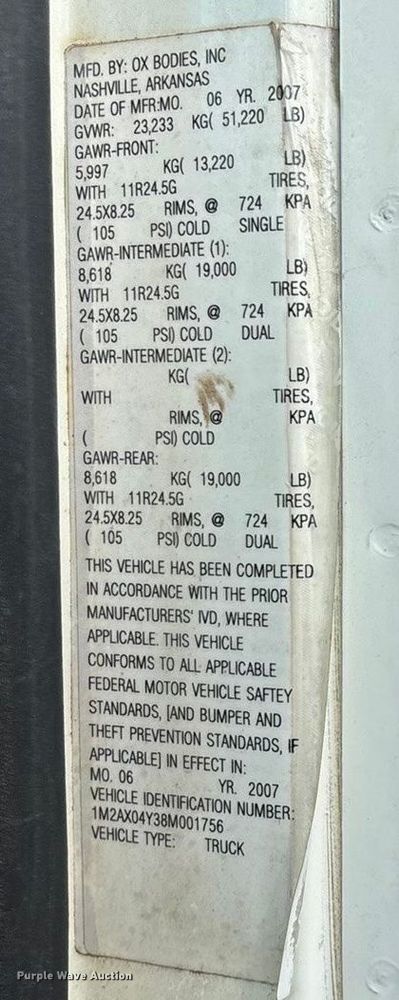 MFD. BY: OX BODIES, INC
NASHVILLE, ARKANSAS
DATE OF MFR:MO. 06 YR. 2007
GVWR: 23,233 KG( 51,220 LB)
GAWR-FRONT:
5,997 KG( 13,220 LB)
WITH 11R24.5G TIRES,
24.5X8.25 RIMS, @ 724 KPA
( 105 PSI) COLD SINGLE
GAWR-INTERMEDIATE (1):
8,618 KG( 19,000 LB)
WITH 11R24.5G TIRES,
24.5X8.25 RIMS, @ 724 KPA
( 105 PSI) COLD DUAL
GAWR-INTERMEDIATE (2):
KG( LB)
WITH TIRES,
RIMS, @ KPA
( PSI) COLD
GAWR-REAR:
8,618 KG( 19,000 LB)
WITH 11R24.5G TIRES,
24.5X8.25 RIMS, @ 724 KPA
( 105 PSI) COLD DUAL
THIS VEHICLE HAS BEEN COMPLETED
IN ACCORDANCE WITH THE PRIOR
MANUFACTURERS' IVD, WHERE
APPLICABLE. THIS VEHICLE
CONFORMS TO ALL APPLICABLE
FEDERAL MOTOR VEHICLE SAFTEY
STANDARDS, [AND BUMPER AND
THEFT PREVENTION STANDARDS, IF
APPLICABLE] IN EFFECT IN:
MO. 06 YR. 2007
VEHICLE IDENTIFICATION NUMBER:
1M2AX04Y38M001756
VEHICLE TYPE: TRUCK
Purple Wave Auction